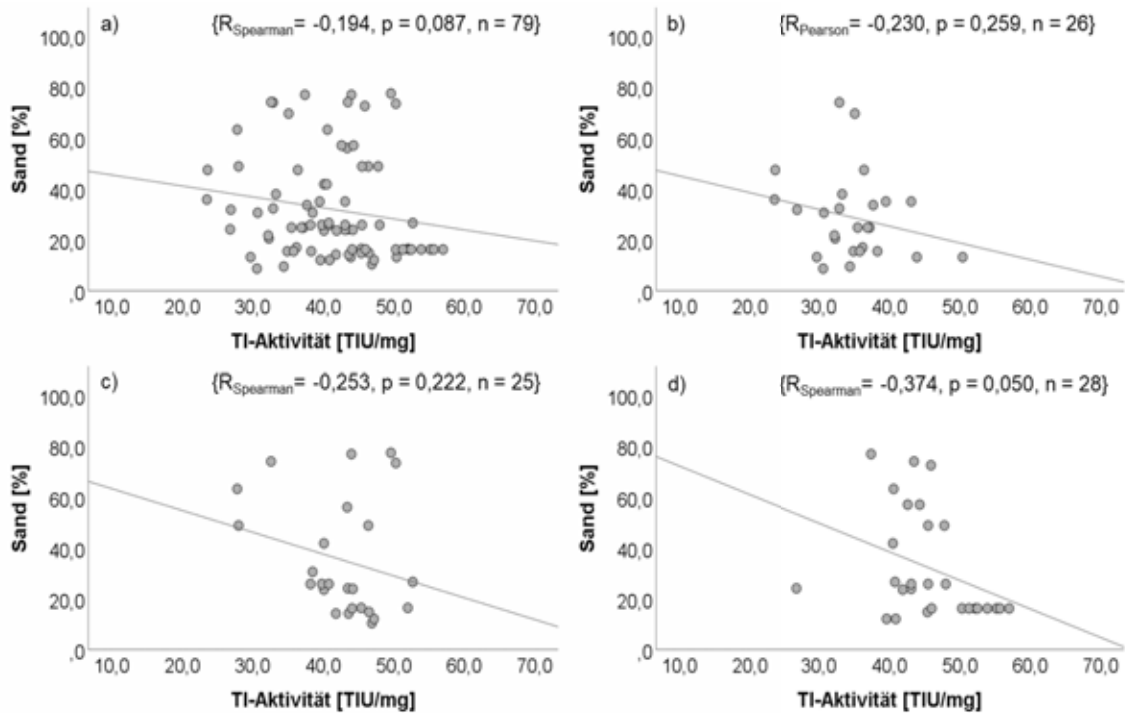 a) {R Spearman = -0,194, p = 0,087, n = 79}
100,0
80,0
60,0
40,0
20,0
,0
Sand [%]
10,0 20,0 30,0 40,0 50,0 60,0 70,0
TI-Aktivität [TIU/mg]
b) {R Pearson = -0,230, p = 0,259, n = 26}
100,0
80,0
60,0
40,0
20,0
,0
Sand [%]
10,0 20,0 30,0 40,0 50,0 60,0 70,0
TI-Aktivität [TIU/mg]
c) {R Spearman = -0,253, p = 0,222, n = 25}
100,0
80,0
60,0
40,0
20,0
,0
Sand [%]
10,0 20,0 30,0 40,0 50,0 60,0 70,0
TI-Aktivität [TIU/mg]
d) {R Spearman = -0,374, p = 0,050, n = 28}
100,0
80,0
60,0
40,0
20,0
,0
Sand [%]
10,0 20,0 30,0 40,0 50,0 60,0 70,0
TI-Aktivität [TIU/mg]